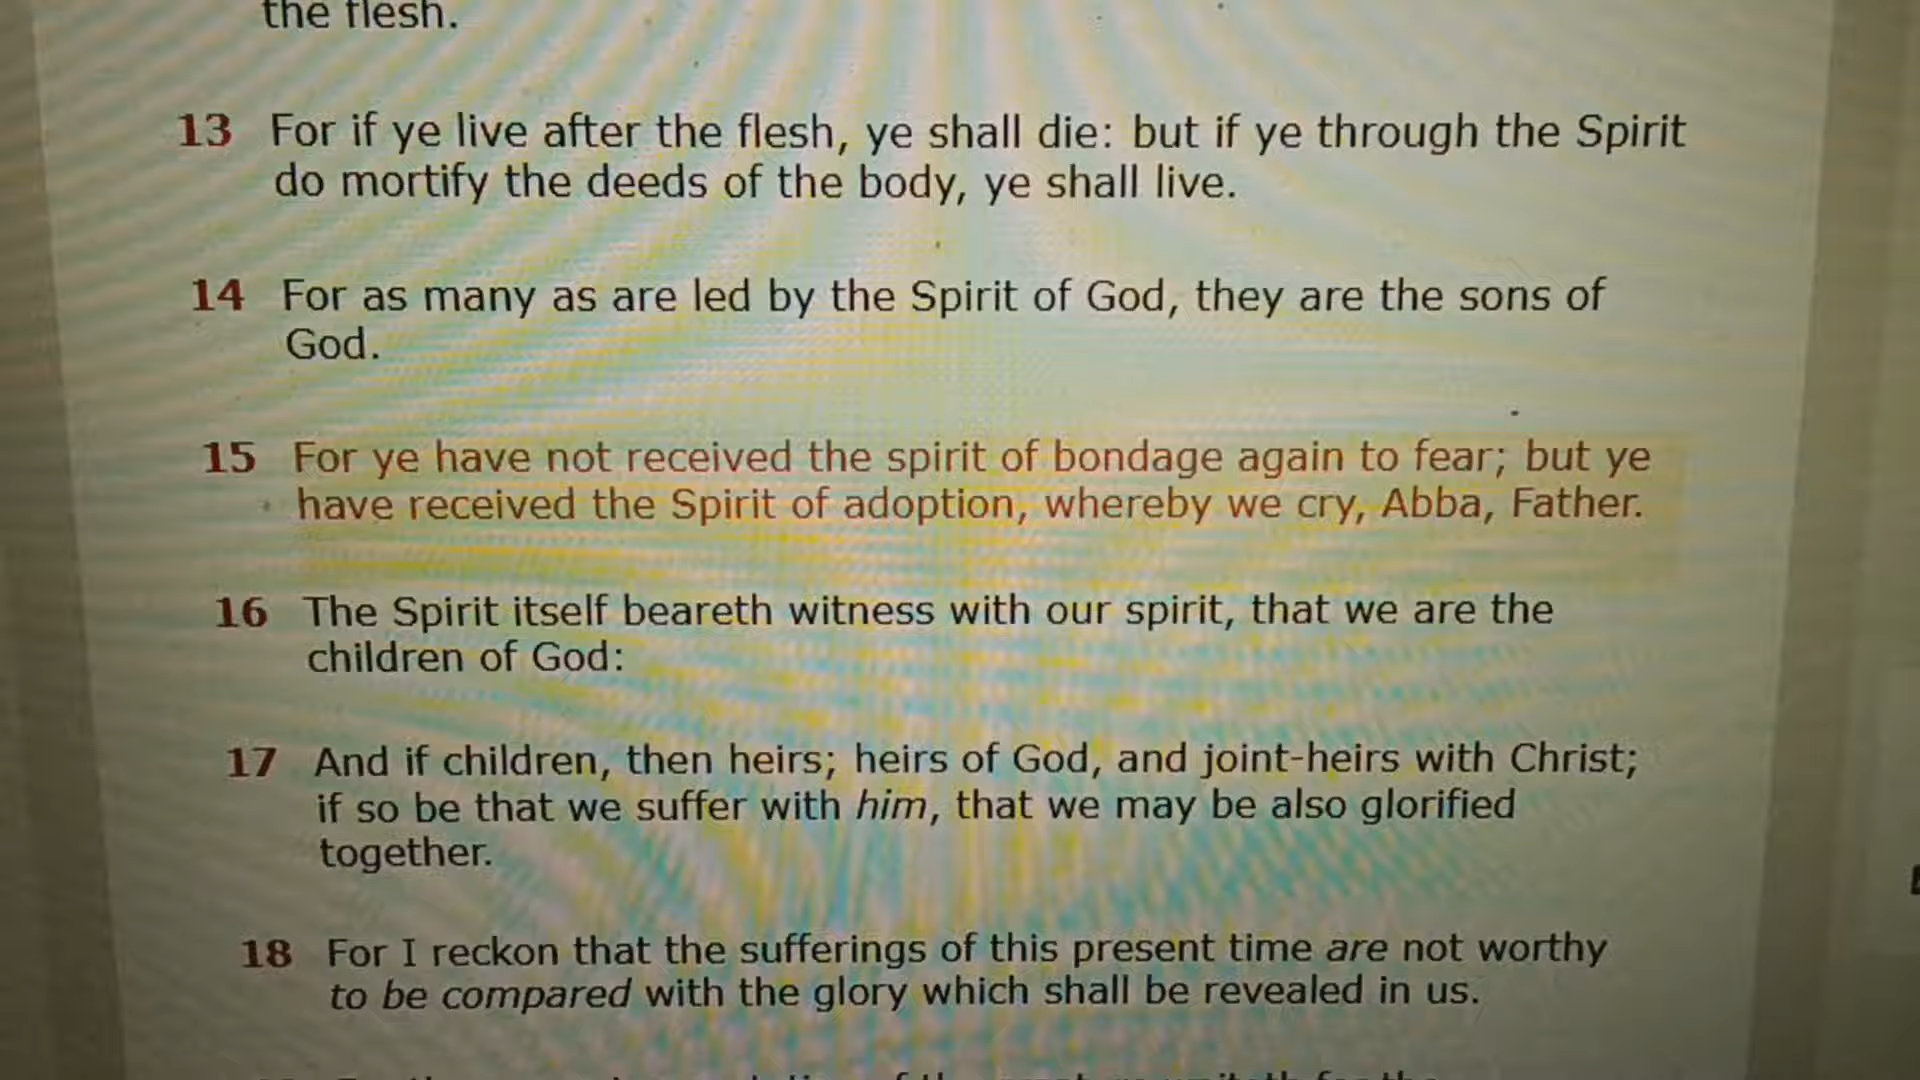 the flesh.
13 For if ye live after the flesh, ye shall die: but if ye through the Spirit
do mortify the deeds of the body, ye shall live.
14 For as many as are led by the Spirit of God, they are the sons of
God.
15 For ye have not received the spirit of bondage again to fear; but ye
have received the Spirit of adoption, whereby we cry, Abba, Father.
16 The Spirit itself beareth witness with our spirit, that we are the
children of God:
17 And if children, then heirs; heirs of God, and joint-heirs with Christ;
if so be that we suffer with him, that we may be also glorified
together.
18 For I reckon that the sufferings of this present time are not worthy
to be compared with the glory which shall be revealed in us.